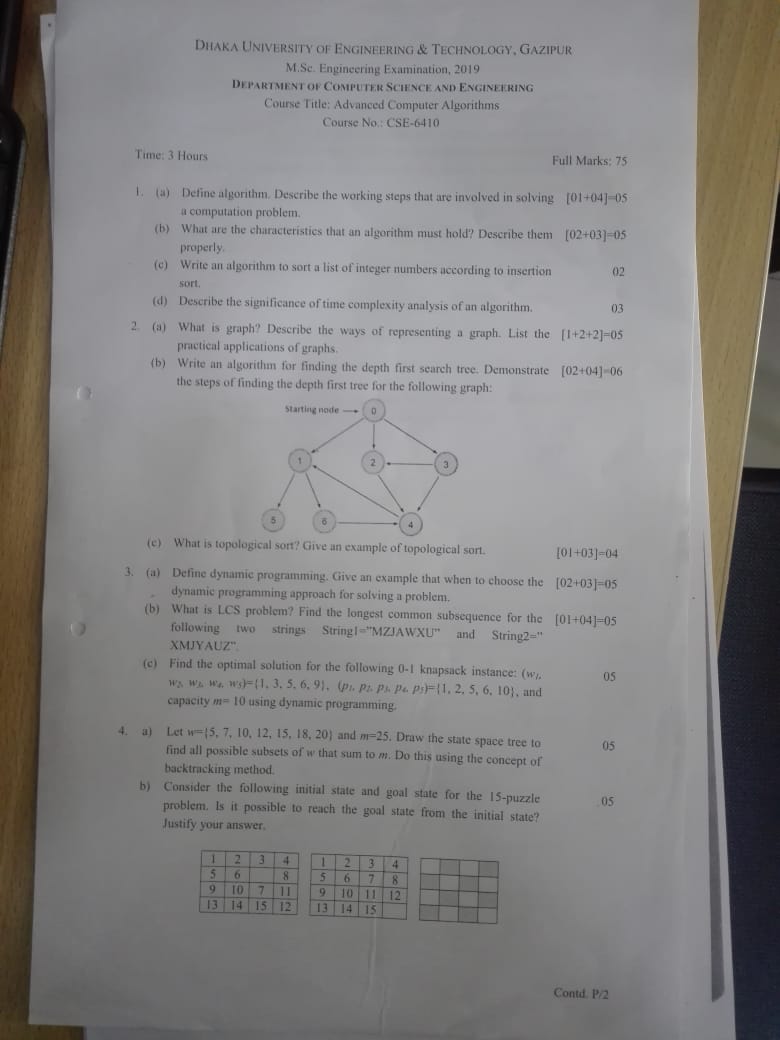 DHAKA UNIVERSITY OF ENGINEERING & TECHNOLOGY, GAZIPUR
M.Sc. Engineering Examination, 2019
DEPARTMENT OF COMPUTER SCIENCE AND ENGINEERING
Course Title: Advanced Computer Algorithms
Course No.: CSE-6410
Time: 3 Hours Full Marks: 75
1. (a) Define algorithm. Describe the working steps that are involved in solving [01+04]=05
a computation problem.
(b) What are the characteristics that an algorithm must hold? Describe them [02+03]=05
properly.
(c) Write an algorithm to sort a list of integer numbers according to insertion 02
sort.
(d) Describe the significance of time complexity analysis of an algorithm. 03
2. (a) What is graph? Describe the ways of representing a graph. List the [1+2+2]=05
practical applications of graphs.
(b) Write an algorithm for finding the depth first search tree. Demonstrate [02+04]=06
the steps of finding the depth first tree for the following graph:
Starting node 0
1 2 3
5 6 4
(c) What is topological sort? Give an example of topological sort. [01+03]=04
3. (a) Define dynamic programming. Give an example that when to choose the [02+03]=05
dynamic programming approach for solving a problem.
(b) What is LCS problem? Find the longest common subsequence for the [01+04]=05
following two strings String1="MZJAWXU" and String2="
XMJYAUZ".
(c) Find the optimal solution for the following 0-1 knapsack instance: (w1, 05
w2, w3, w4, w5)={1, 3, 5, 6, 9}, (p1, p2, p3, p4, p5)={1, 2, 5, 6, 10}, and
capacity m= 10 using dynamic programming.
4. a) Let w={5, 7, 10, 12, 15, 18, 20} and m=25. Draw the state space tree to 05
find all possible subsets of w that sum to m. Do this using the concept of
backtracking method.
b) Consider the following initial state and goal state for the 15-puzzle 05
problem. Is it possible to reach the goal state from the initial state?
Justify your answer.
1 2 3 4 1 2 3 4
5 6 8 5 6 7 8
9 10 7 11 9 10 11 12
13 14 15 12 13 14 15
Contd. P/2